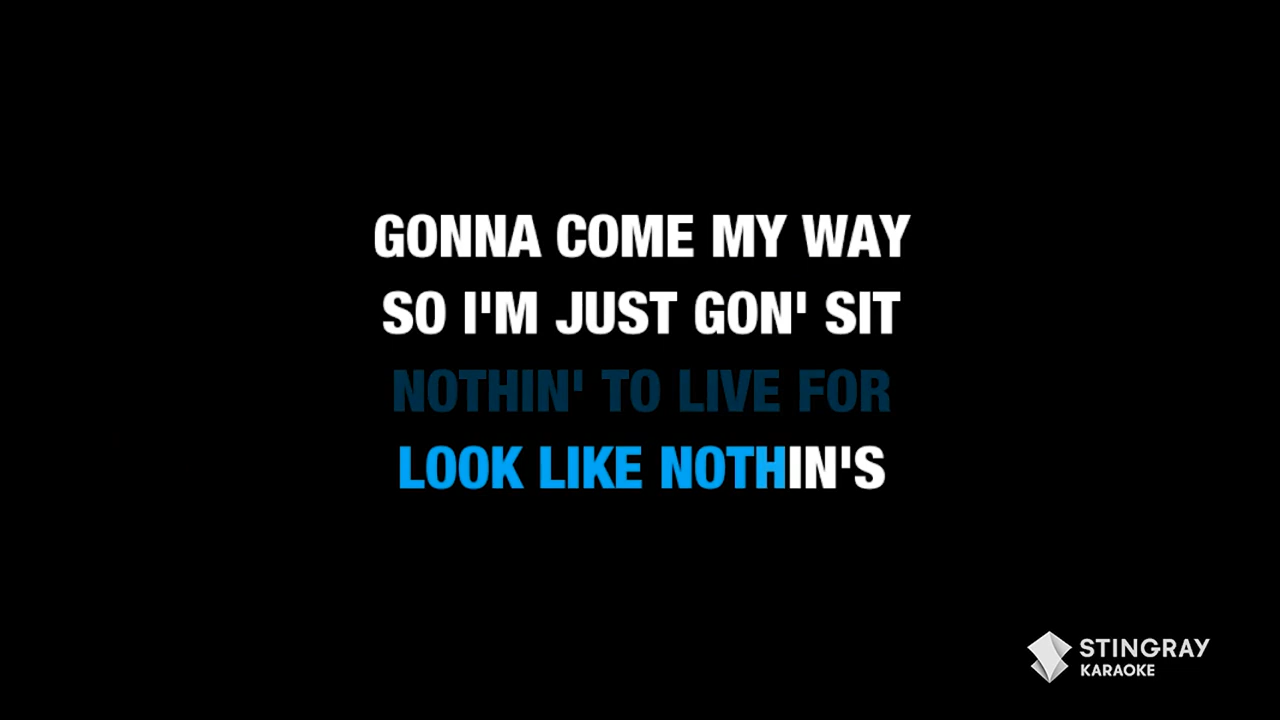 GONNA COME MY WAY
SO I'M JUST GON' SIT
NOTHIN' TO LIVE FOR
LOOK LIKE NOTHIN'S
STINGRAY
KARAOKE